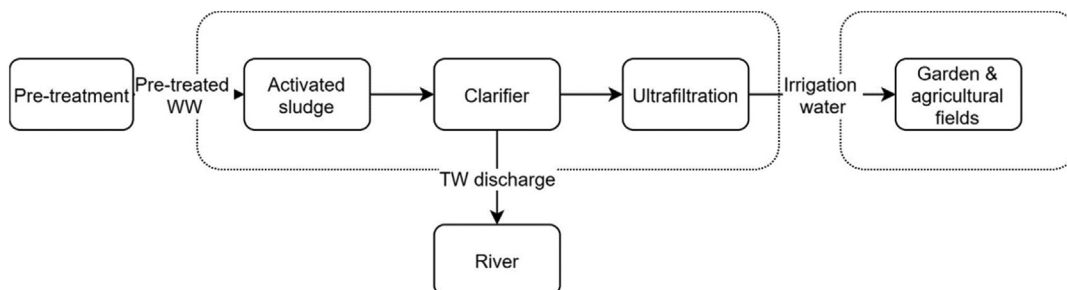 Pre-treatment
Pre-treated
WW
Activated
sludge
Clarifier
Ultrafiltration
Irrigation
water
Garden &
agricultural
fields
TW discharge
River